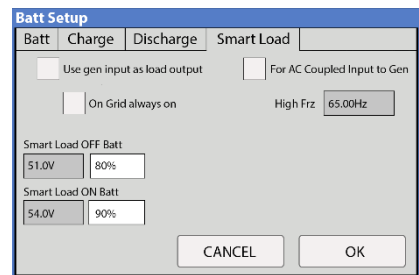 Batt Setup
Batt Charge Discharge Smart Load
Use gen input as load output For AC Coupled Input to Gen
On Grid always on High Frz 65.00Hz
Smart Load OFF Batt
51.0V 80%
Smart Load ON Batt
54.0V 90%
CANCEL OK